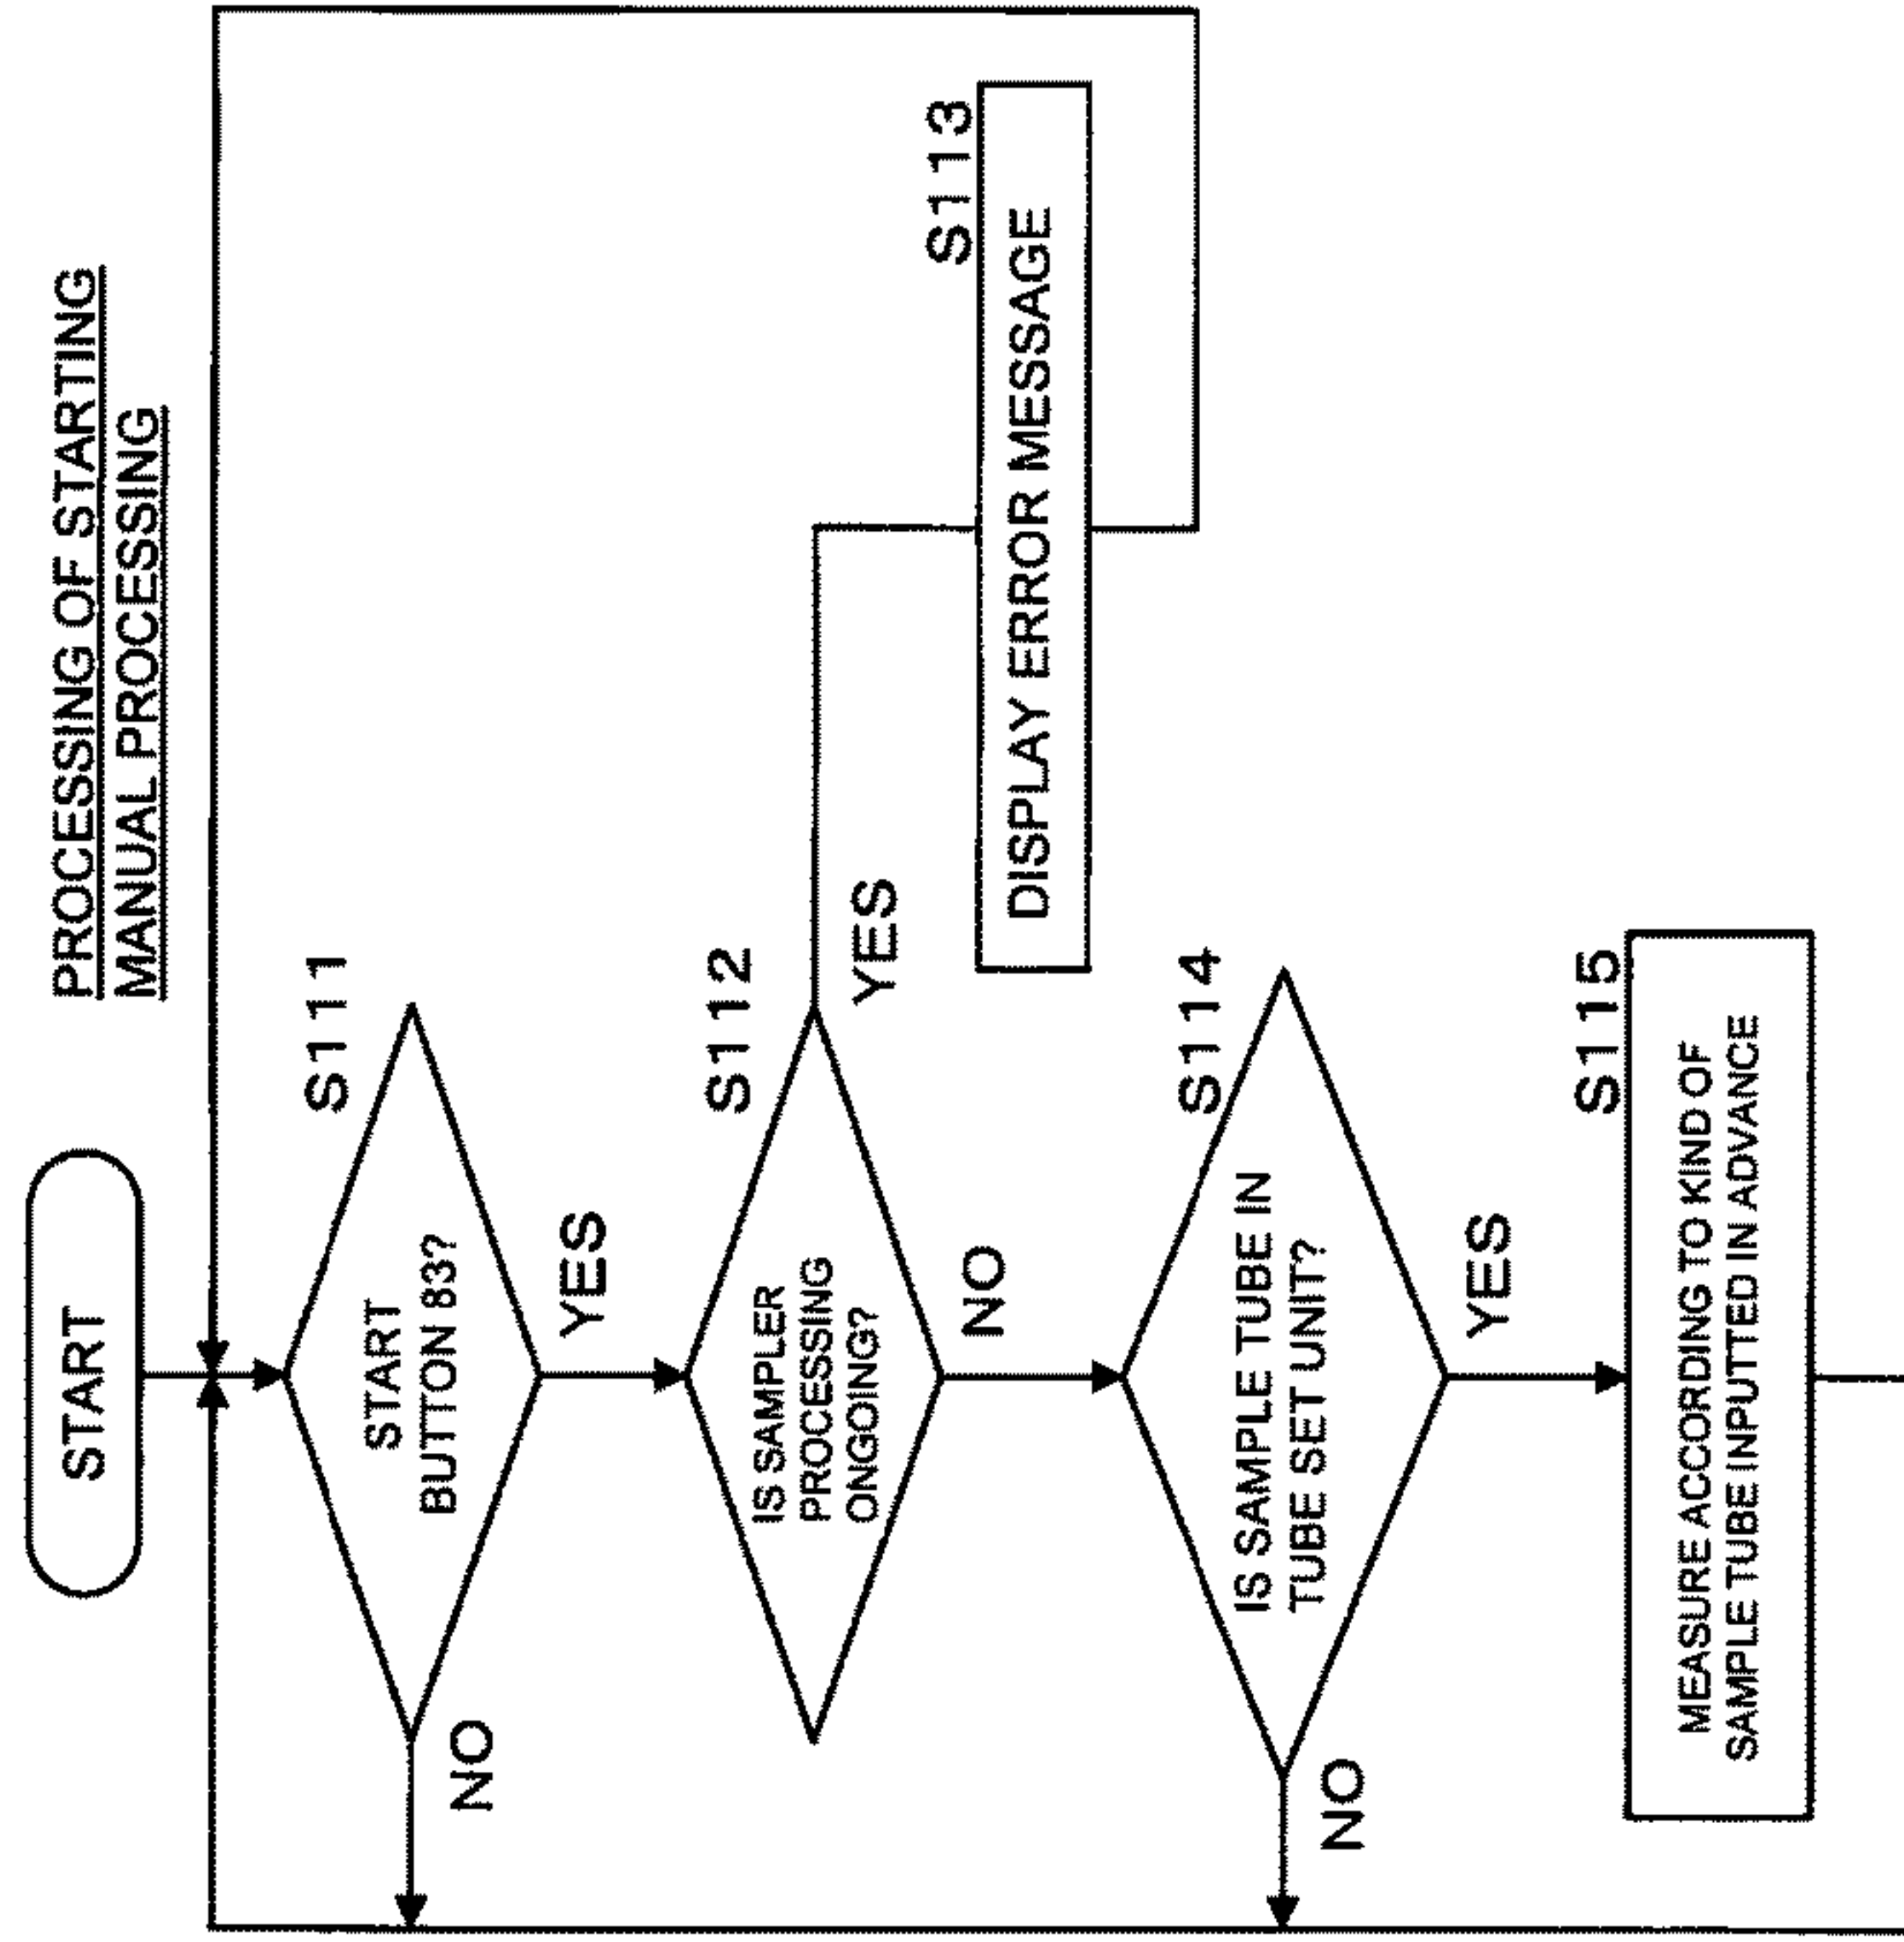 PROCESSING OF STARTING
MANUAL PROCESSING
START
S111
START
BUTTON 83?
NO
YES
S112
IS SAMPLER
PROCESSING
ONGOING?
YES
NO
S113
DISPLAY ERROR MESSAGE
S114
IS SAMPLE TUBE IN
TUBE SET UNIT?
NO
YES
S115
MEASURE ACCORDING TO KIND OF
SAMPLE TUBE INPUTTED IN ADVANCE